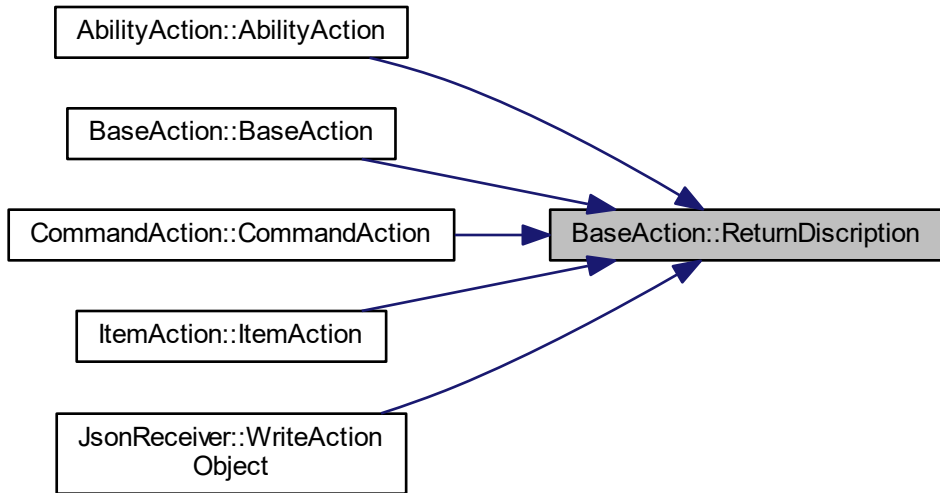 AbilityAction::AbilityAction
BaseAction::BaseAction
CommandAction::CommandAction
BaseAction::ReturnDiscription
ItemAction::ItemAction
JsonReceiver::WriteAction
Object